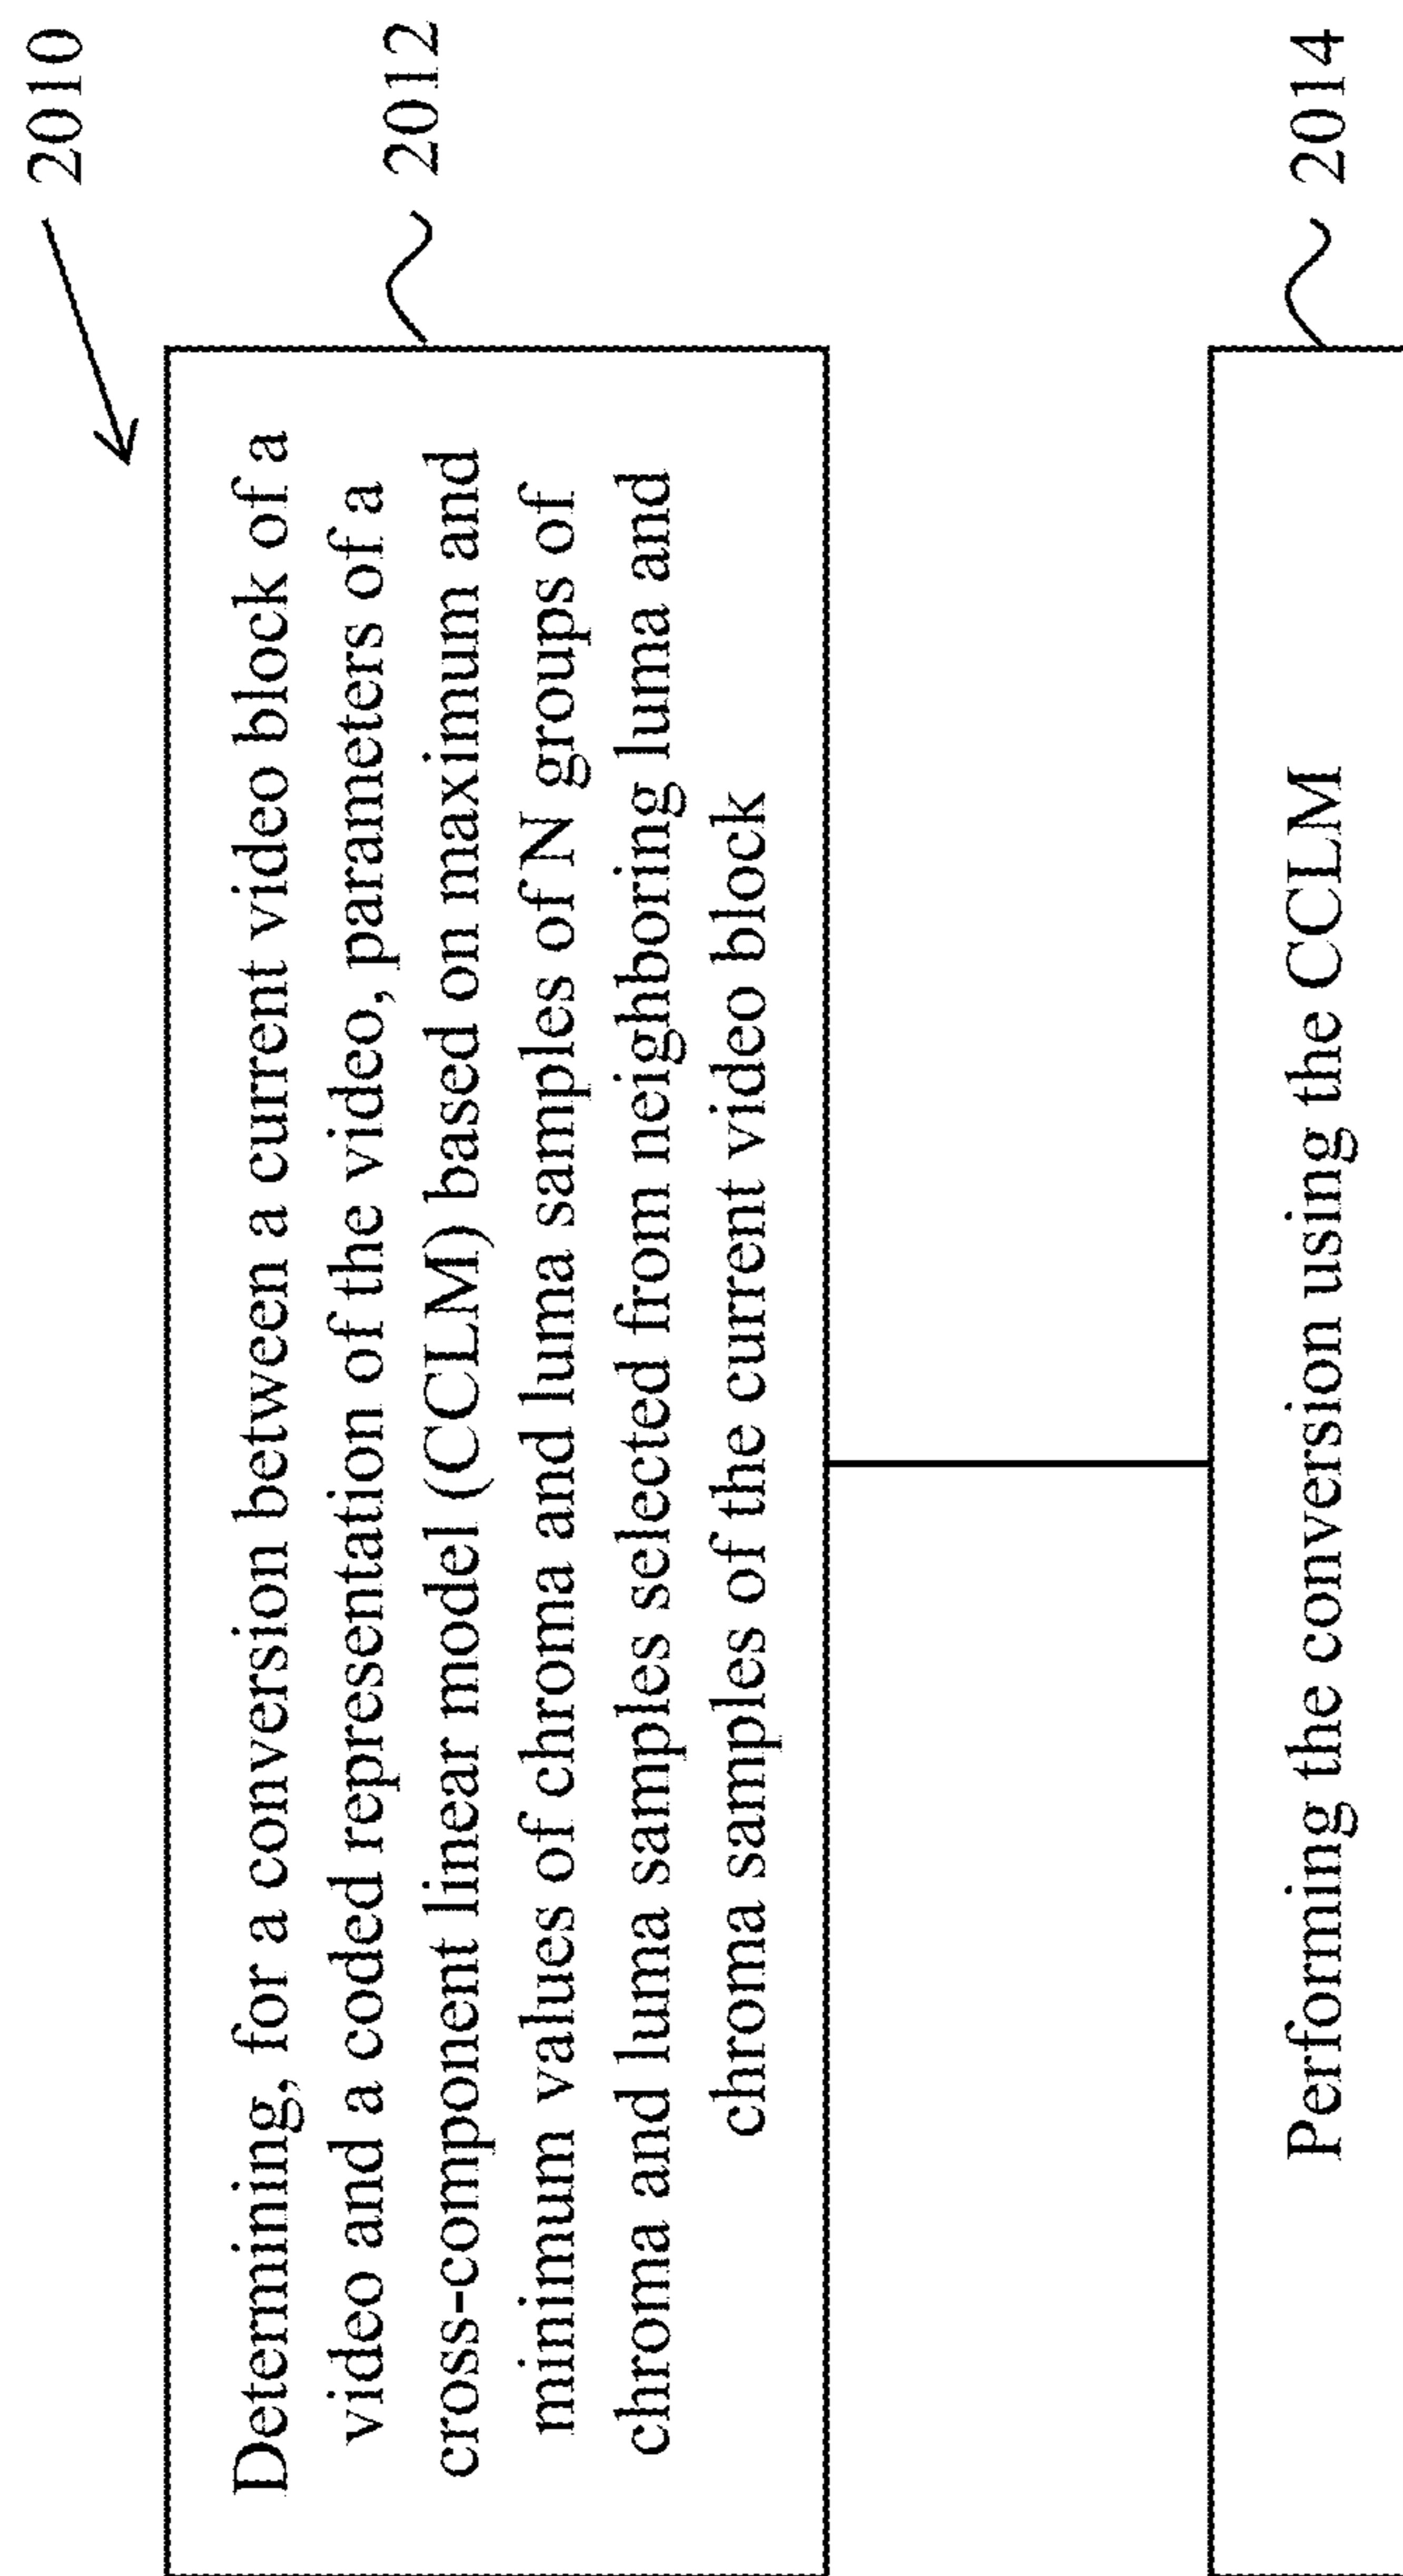 2010
Determining, for a conversion between a current video block of a
video and a coded representation of the video, parameters of a
cross-component linear model (CCLM) based on maximum and
minimum values of chroma and luma samples of N groups of
chroma and luma samples selected from neighboring luma and
chroma samples of the current video block
2012
Performing the conversion using the CCLM
2014